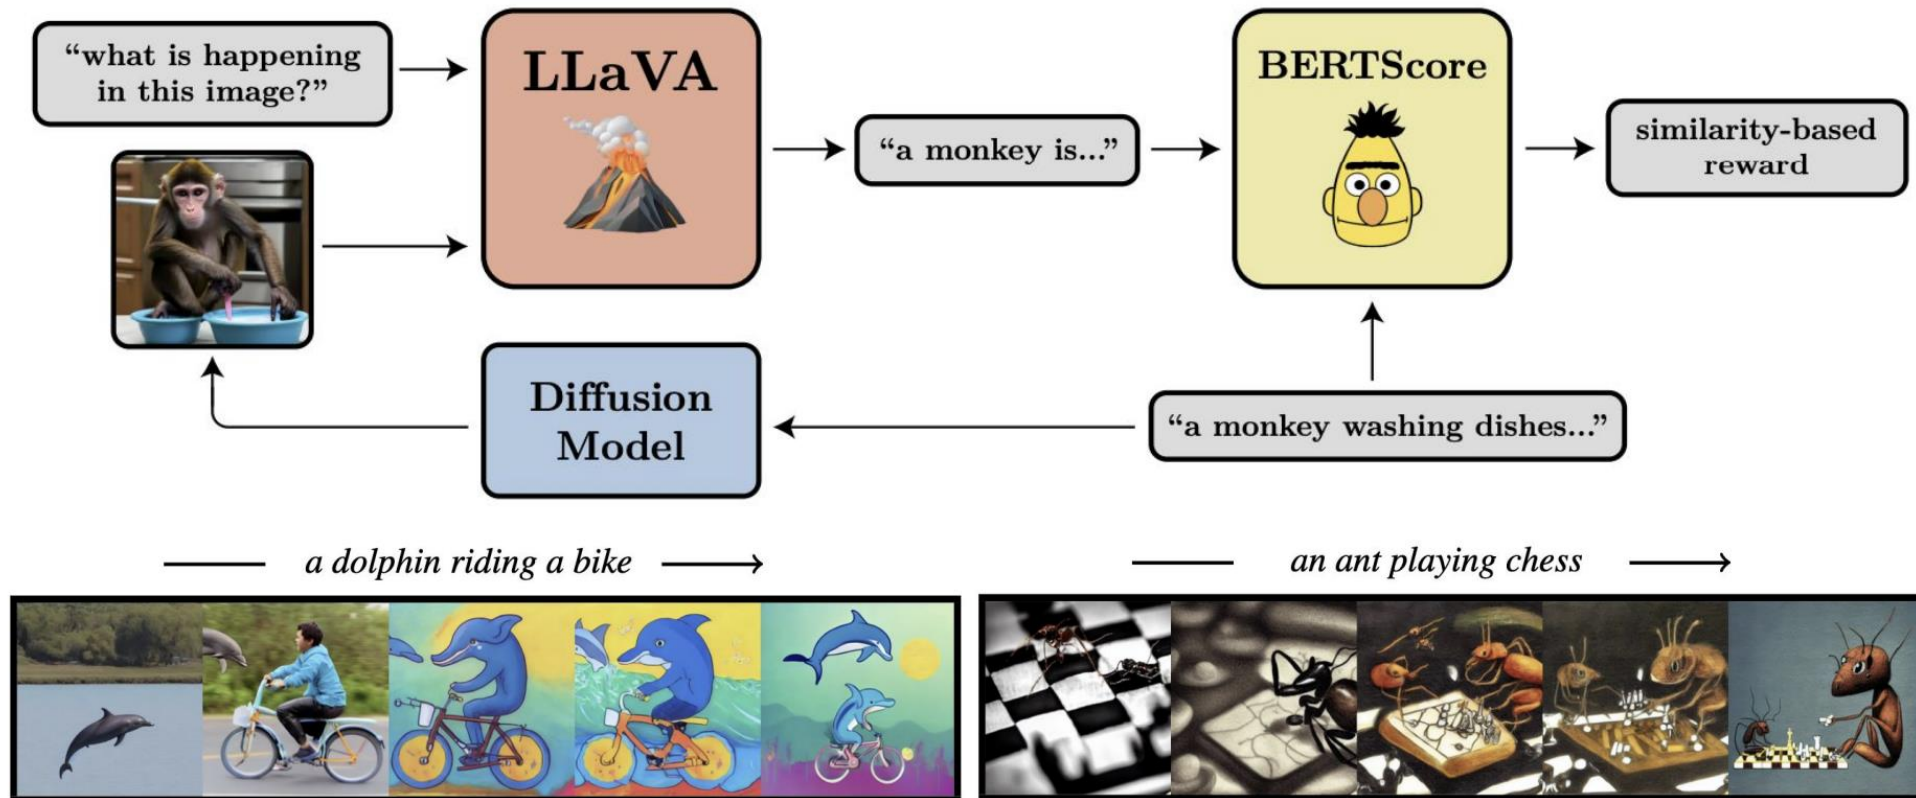 “what is happening
in this image?”
LLaVA
“a monkey is...”
BERTScore
similarity-based
reward
Diffusion
Model
“a monkey washing dishes...”
a dolphin riding a bike
an ant playing chess